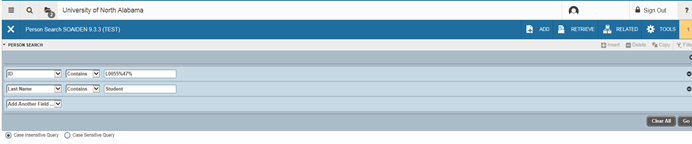 2 University of North Alabama Sign Out ?
X Person Search SOAIDEN 9.3.3 (TEST) ADD RETRIEVE RELATED TOOLS 1
PERSON SEARCH Insert Delete Copy
ID Contains L0055%47%
Last Name Contains Student
Add Another Field ...
Clear All Go
Case Insensitive Query Case Sensitive Query